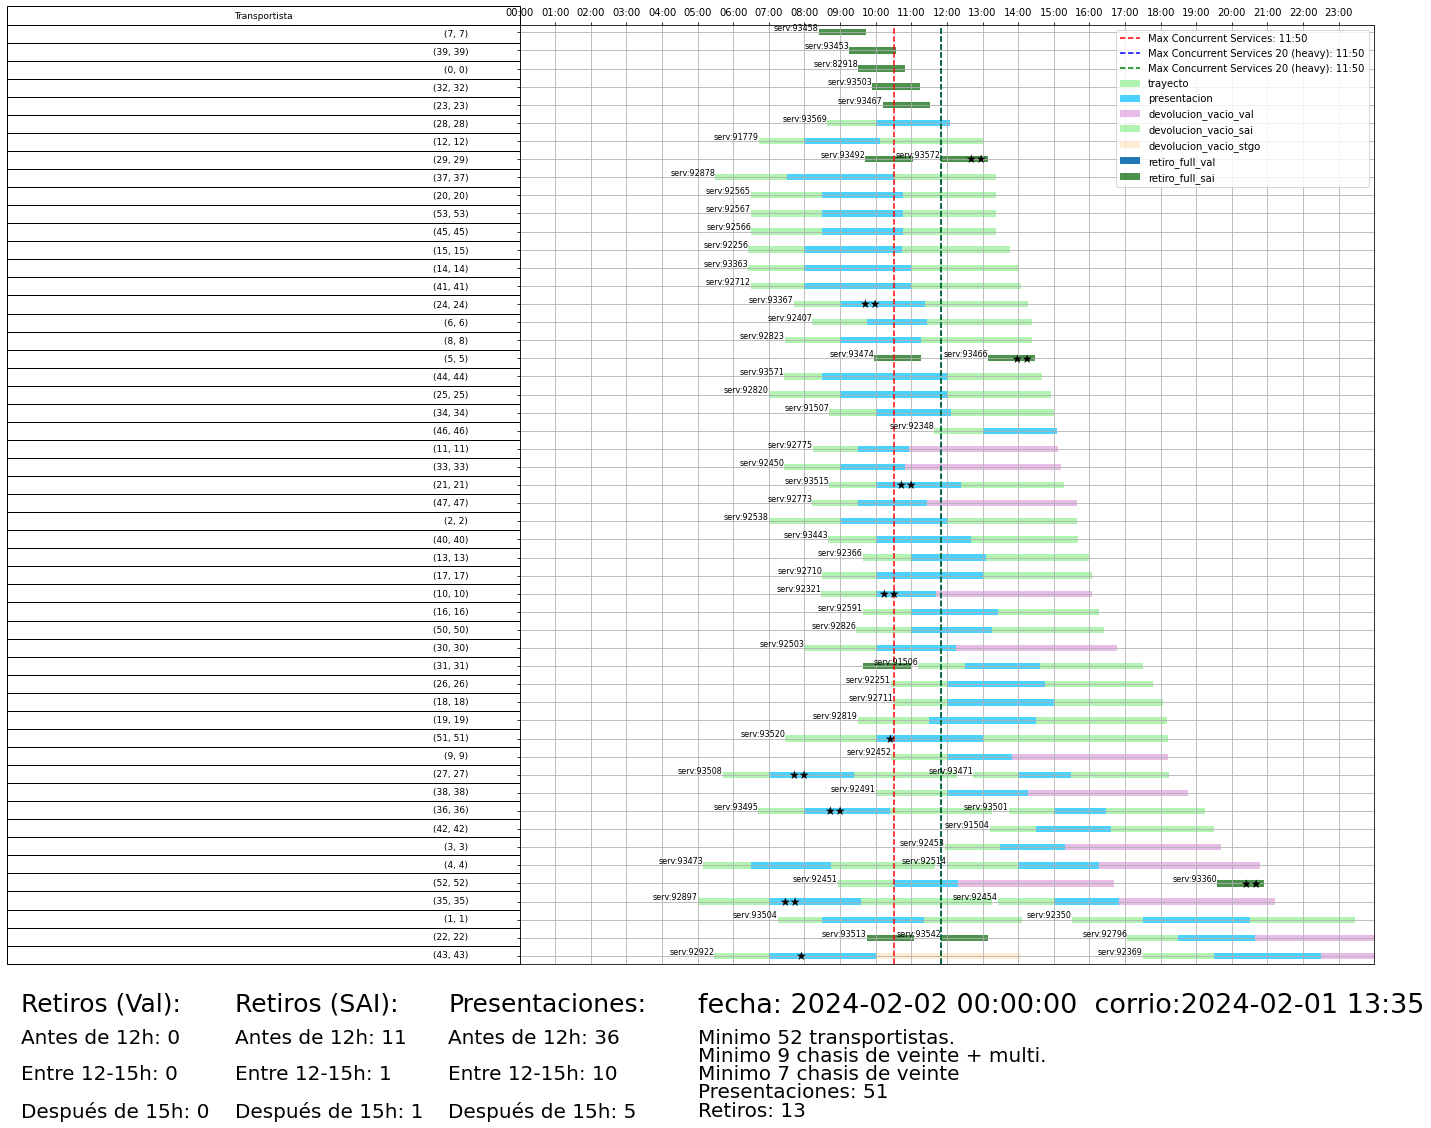 Transportista
00:00 01:00 02:00 03:00 04:00 05:00 06:00 07:00 08:00 09:00 10:00 11:00 12:00 13:00 14:00 15:00 16:00 17:00 18:00 19:00 20:00 21:00 22:00 23:00
Max Concurrent Services: 11:50
Max Concurrent Services 20 (heavy): 11:50
Max Concurrent Services 20 (heavy): 11:50
trayecto
presentacion
devolucion_vacio_val
devolucion_vacio_sai
devolucion_vacio_stgo
retiro_full_val
retiro_full_sai
(7, 7) serv:93458
(39, 39) serv:93453
(0, 0) serv:82918
(32, 32) serv:93503
(23, 23) serv:93467
(28, 28) serv:93569
(12, 12) serv:91779
(29, 29) serv:93492 serv:93572
(37, 37) serv:92878
(20, 20) serv:92565
(53, 53) serv:92567
(45, 45) serv:92566
(15, 15) serv:92256
(14, 14) serv:93363
(41, 41) serv:92712
(24, 24) serv:93367
(6, 6) serv:92407
(8, 8) serv:92823
(5, 5) serv:93474 serv:93466
(44, 44) serv:93571
(25, 25) serv:92820
(34, 34) serv:91507
(46, 46) serv:92348
(11, 11) serv:92775
(33, 33) serv:92450
(21, 21) serv:93515
(47, 47) serv:92773
(2, 2) serv:92538
(40, 40) serv:93443
(13, 13) serv:92366
(17, 17) serv:92710
(10, 10) serv:92321
(16, 16) serv:92591
(50, 50) serv:92826
(30, 30) serv:92503
(31, 31) serv:91506
(26, 26) serv:92251
(18, 18) serv:92711
(19, 19) serv:92819
(51, 51) serv:93520
(9, 9) serv:92452
(27, 27) serv:93508 serv:93471
(38, 38) serv:92491
(36, 36) serv:93495 serv:93501
(42, 42) serv:91504
(3, 3) serv:92453
(4, 4) serv:93473 serv:92514
(52, 52) serv:92451 serv:93360
(35, 35) serv:92897 serv:92454
(1, 1) serv:93504 serv:92350
(22, 22) serv:93513 serv:93542 serv:92796
(43, 43) serv:92922 serv:92369
Retiros (Val):
Antes de 12h: 0
Entre 12-15h: 0
Después de 15h: 0
Retiros (SAI):
Antes de 12h: 11
Entre 12-15h: 1
Después de 15h: 1
Presentaciones:
Antes de 12h: 36
Entre 12-15h: 10
Después de 15h: 5
fecha: 2024-02-02 00:00:00 corrio:2024-02-01 13:35
Minimo 52 transportistas.
Minimo 9 chasis de veinte + multi.
Minimo 7 chasis de veinte
Presentaciones: 51
Retiros: 13